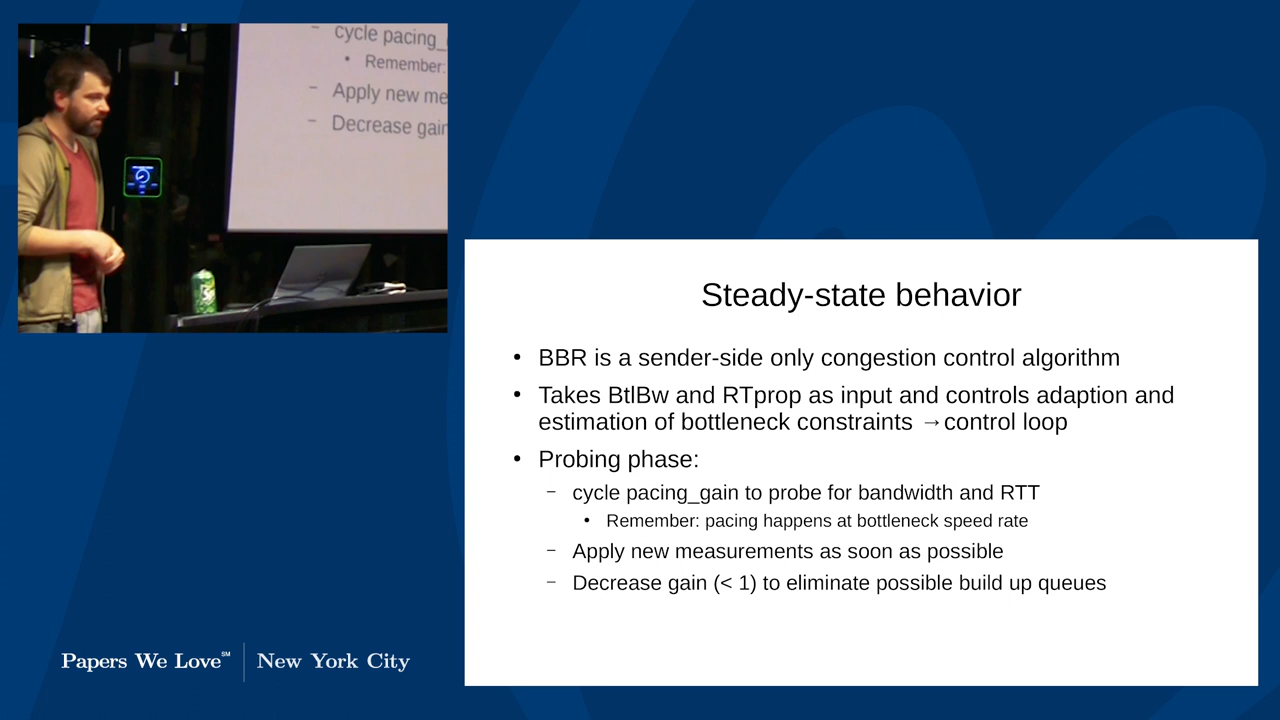 cycle pacing_
Remember:
Apply new me
Decrease gain
Steady-state behavior
• BBR is a sender-side only congestion control algorithm
• Takes BtlBw and RTprop as input and controls adaption and
estimation of bottleneck constraints →control loop
• Probing phase:
– cycle pacing_gain to probe for bandwidth and RTT
• Remember: pacing happens at bottleneck speed rate
– Apply new measurements as soon as possible
– Decrease gain (< 1) to eliminate possible build up queues
Papers We Love℠ | New York City